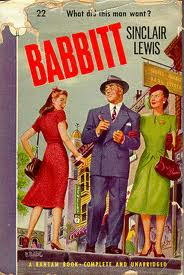 22 What did this man want?
BABBITT
SINCLAIR
LEWIS
A BANTAM BOOK—COMPLETE AND UNABRIDGED